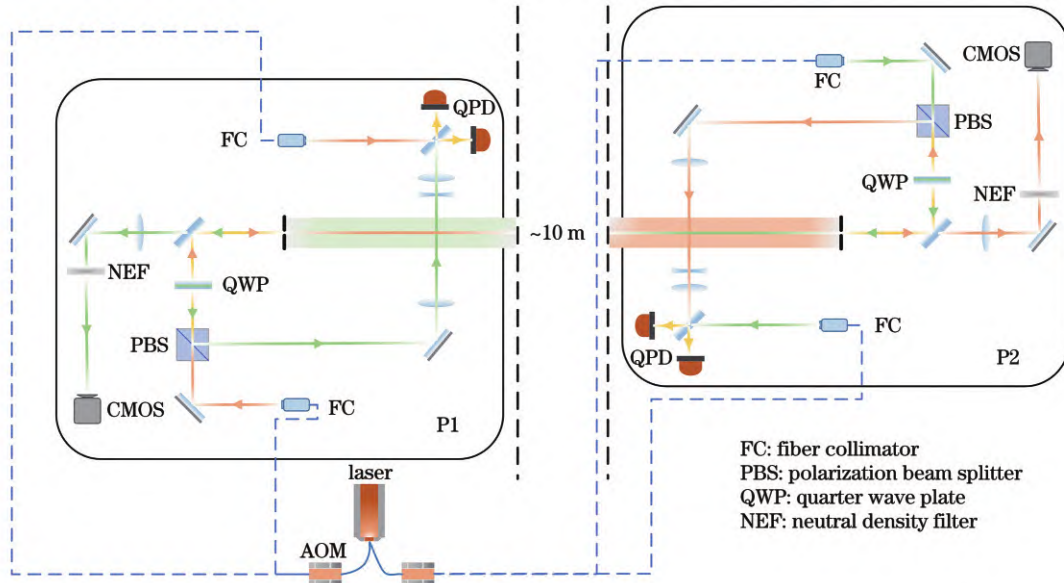 QPD
FC
NEF
QWP
PBS
CMOS
FC
P1
~10 m
CMOS
FC
PBS
QWP
NEF
FC
QPD
P2
laser
AOM
FC: fiber collimator
PBS: polarization beam splitter
QWP: quarter wave plate
NEF: neutral density filter